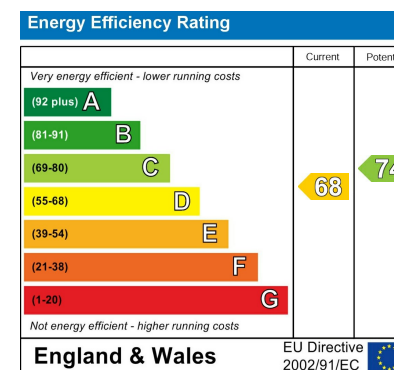 Energy Efficiency Rating
Current
Very energy efficient - lower running costs
(92 plus) A
(81-91) B
(69-80) C
(55-68) D
(39-54) E
(21-38) F
(1-20) G
68
Not energy efficient - higher running costs
England & Wales
EU Directive
2002/91/EC